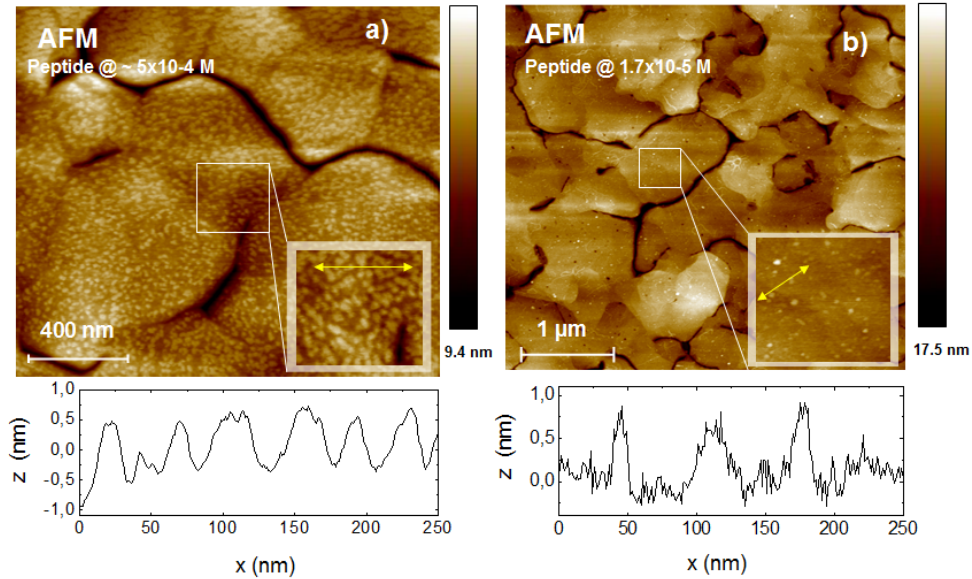 AFM
a)
Peptide @ ~ 5x10-4 M
400 nm
9.4 nm
AFM
b)
Peptide @ 1.7x10-5 M
1 µm
17.5 nm
1,0
0,5
0,0
-0,5
-1,0
z (nm)
0 50 100 150 200 250
x (nm)
1,0
0,5
0,0
z (nm)
0 50 100 150 200 250
x (nm)